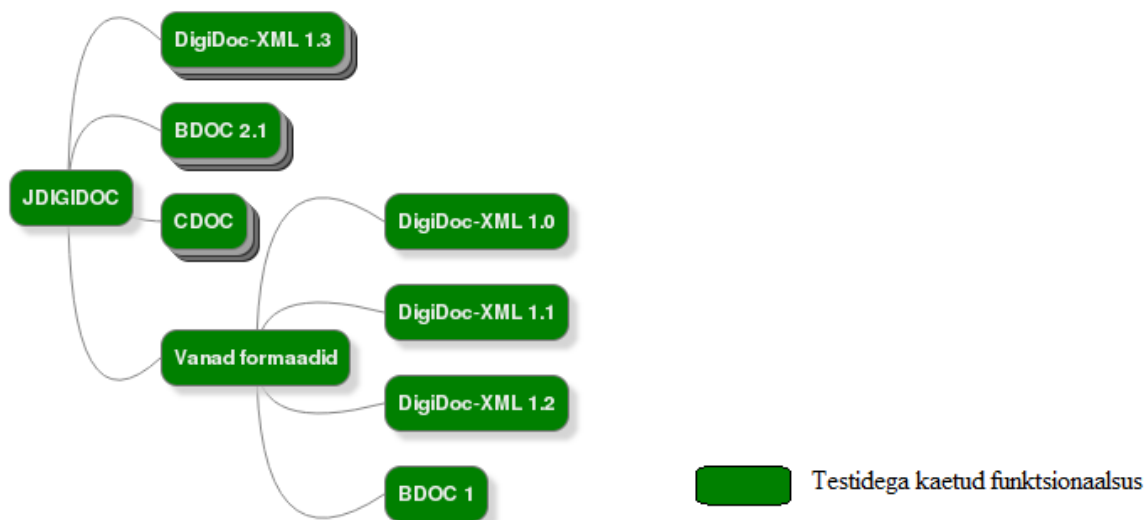 DigiDoc-XML 1.3
BDOC 2.1
JDIGIDOC
CDOC
DigiDoc-XML 1.0
DigiDoc-XML 1.1
Vanad formaadid
DigiDoc-XML 1.2
BDOC 1
Testidega kaetud funktsionaalsus